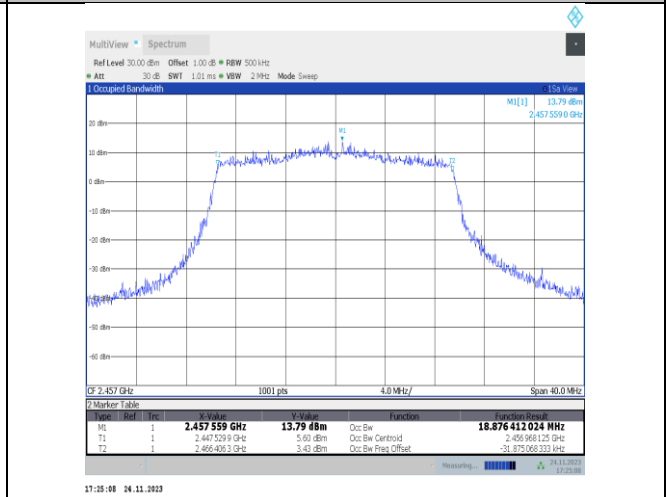 MultiView Spectrum
Ref Level 30.00 dBm Offset 1.00 dB RBW 500 kHz
Att 30 dB SWT 1.01 ms VBW 2 MHz Mode Sweep
1 Occupied Bandwidth 1Sa View
M1[1] 13.79 dBm
2.4575590 GHz
20 dBm
M1
10 dBm
T1
T2
0 dBm
-10 dBm
-20 dBm
-30 dBm
-50 dBm
-60 dBm
CF 2.457 GHz 1001 pts 4.0 MHz/ Span 40.0 MHz
2 Marker Table
Type Ref Trc X-Value Y-Value Function Function Result
M1 1 2.457 559 GHz 13.79 dBm Occ Bw 18.876 412 024 MHz
T1 1 2.447 529 9 GHz 5.60 dBm Occ Bw Centroid 2.456 968 125 GHz
T2 1 2.466 406 3 GHz 3.43 dBm Occ Bw Freq Offset -31.875 068 333 kHz
Measuring... 24.11.2023
17:25:08
17:25:08 24.11.2023